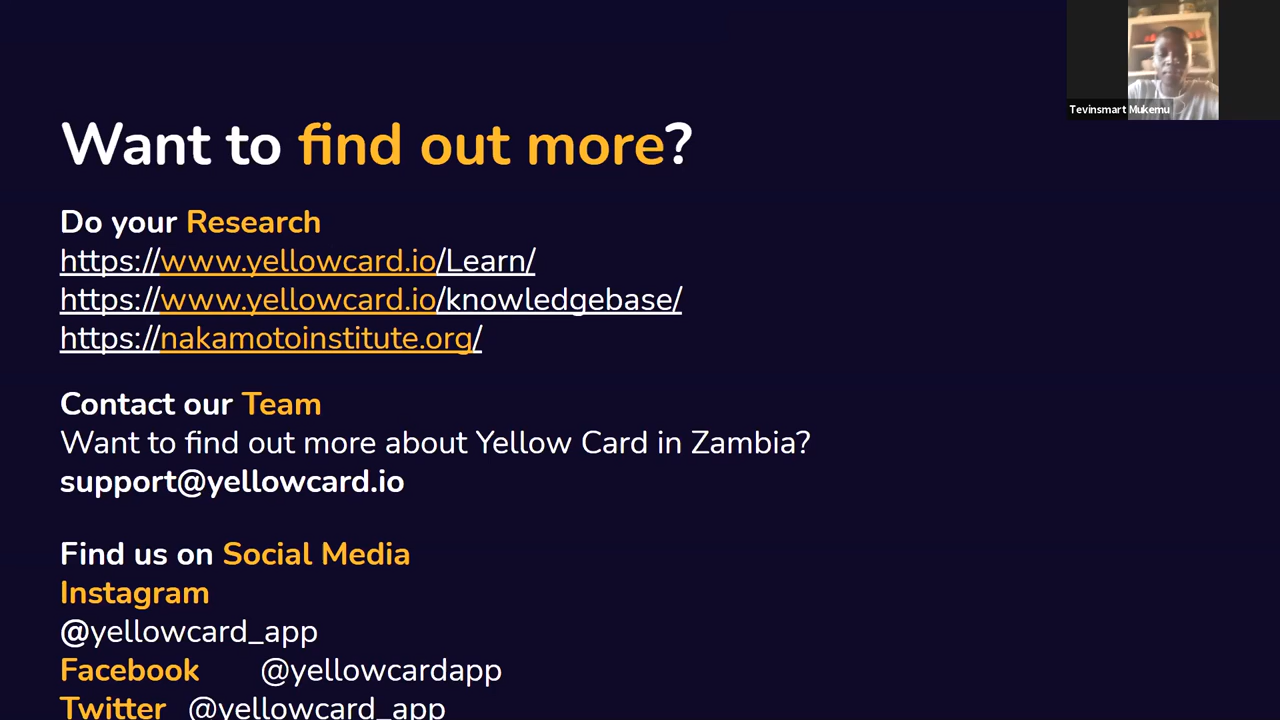 Tevinsmart Mukemu
Want to find out more?
Do your Research
https://www.yellowcard.io/Learn/
https://www.yellowcard.io/knowledgebase/
https://nakamotoinstitute.org/
Contact our Team
Want to find out more about Yellow Card in Zambia?
support@yellowcard.io
Find us on Social Media
Instagram
@yellowcard_app
Facebook @yellowcardapp
Twitter @yellowcard_app